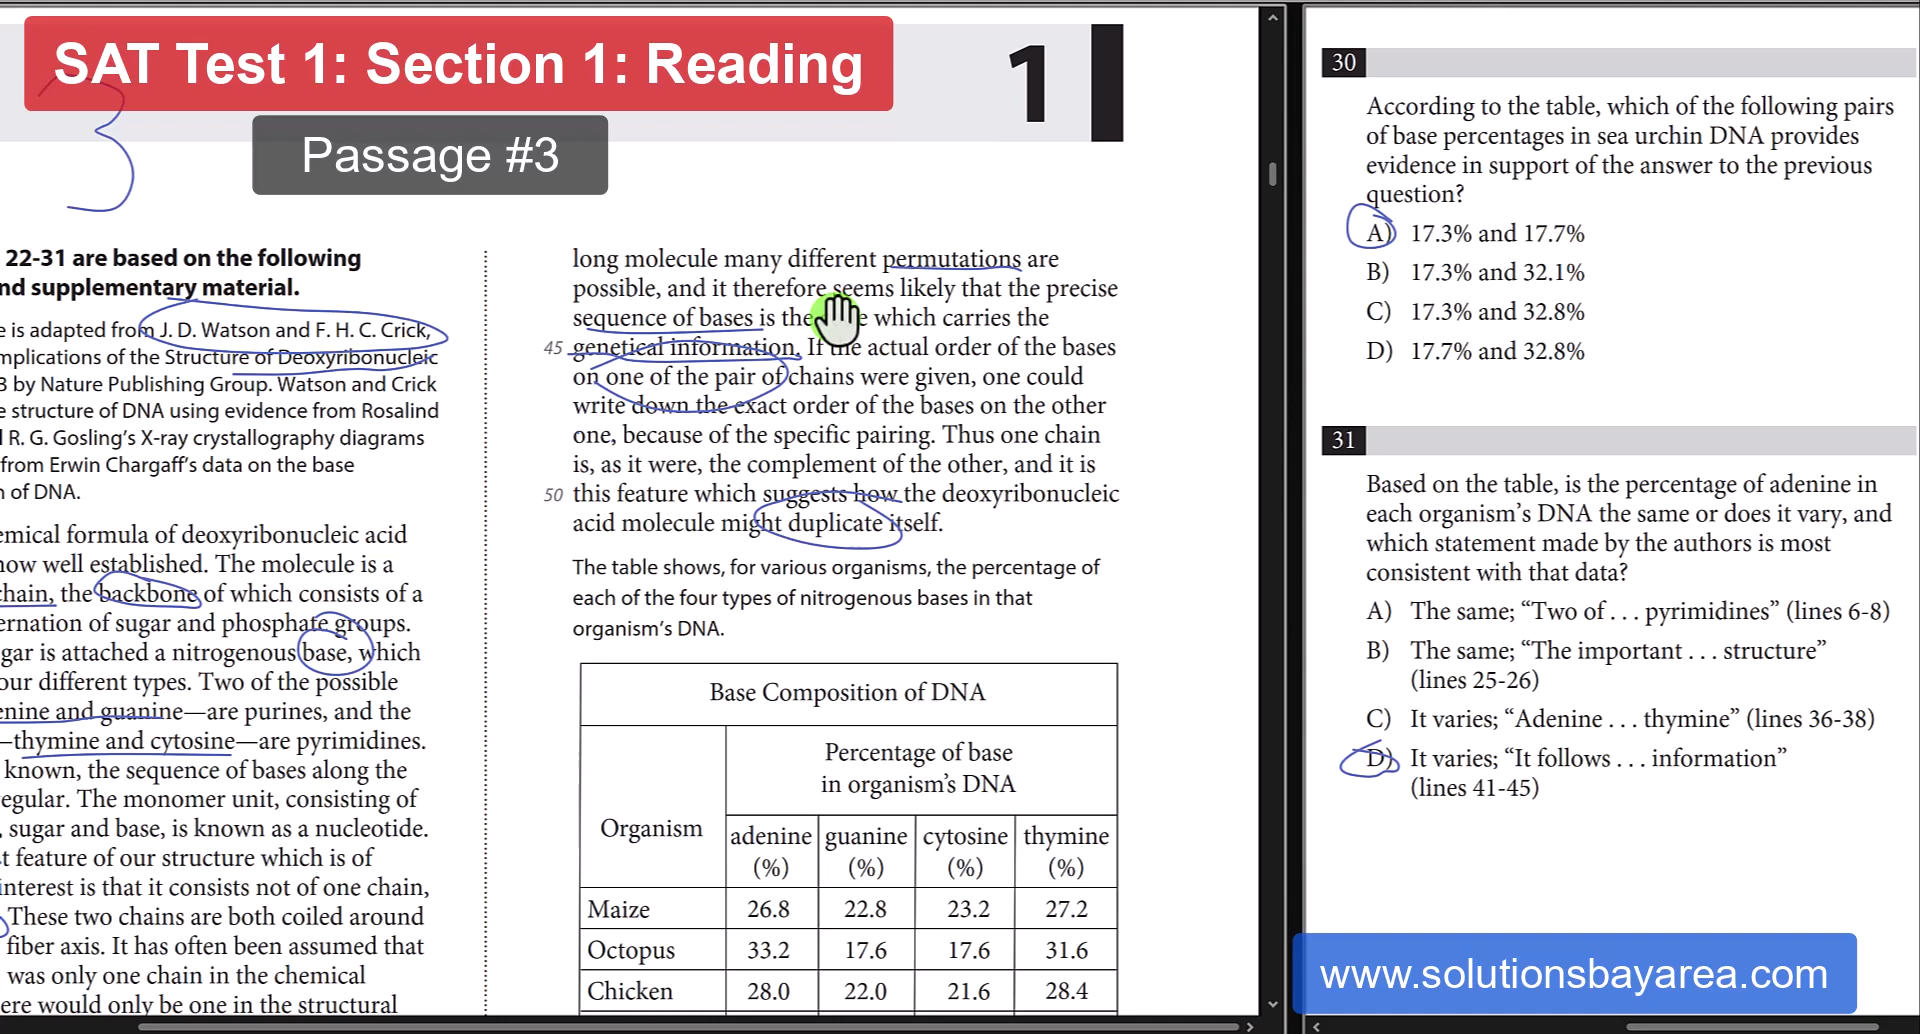 SAT Test 1: Section 1: Reading
1
Passage #3
22-31 are based on the following
nd supplementary material.
e is adapted from J. D. Watson and F. H. C. Crick,
mplications of the Structure of Deoxyribonucleic
3 by Nature Publishing Group. Watson and Crick
e structure of DNA using evidence from Rosalind
R. G. Gosling's X-ray crystallography diagrams
from Erwin Chargaff's data on the base
n of DNA.
emical formula of deoxyribonucleic acid
now well established. The molecule is a
chain, the backbone of which consists of a
ernation of sugar and phosphate groups.
gar is attached a nitrogenous base, which
our different types. Two of the possible
enine and guanine—are purines, and the
—thymine and cytosine—are pyrimidines.
known, the sequence of bases along the
egular. The monomer unit, consisting of
, sugar and base, is known as a nucleotide.
t feature of our structure which is of
interest is that it consists not of one chain,
These two chains are both coiled around
fiber axis. It has often been assumed that
was only one chain in the chemical
ere would only be one in the structural
long molecule many different permutations are
possible, and it therefore seems likely that the precise
sequence of bases is the which carries the
45 genetical information. If the actual order of the bases
on one of the pair of chains were given, one could
write down the exact order of the bases on the other
one, because of the specific pairing. Thus one chain
is, as it were, the complement of the other, and it is
50 this feature which suggests how the deoxyribonucleic
acid molecule might duplicate itself.
The table shows, for various organisms, the percentage of
each of the four types of nitrogenous bases in that
organism's DNA.
Base Composition of DNA
Percentage of base
in organism's DNA
Organism
adenine guanine cytosine thymine
(%) (%) (%) (%)
Maize 26.8 22.8 23.2 27.2
Octopus 33.2 17.6 17.6 31.6
Chicken 28.0 22.0 21.6 28.4
30
According to the table, which of the following pairs
of base percentages in sea urchin DNA provides
evidence in support of the answer to the previous
question?
A) 17.3% and 17.7%
B) 17.3% and 32.1%
C) 17.3% and 32.8%
D) 17.7% and 32.8%
31
Based on the table, is the percentage of adenine in
each organism's DNA the same or does it vary, and
which statement made by the authors is most
consistent with that data?
A) The same; "Two of . . . pyrimidines" (lines 6-8)
B) The same; "The important . . . structure"
(lines 25-26)
C) It varies; "Adenine . . . thymine" (lines 36-38)
D) It varies; "It follows . . . information"
(lines 41-45)
www.solutionsbayarea.com